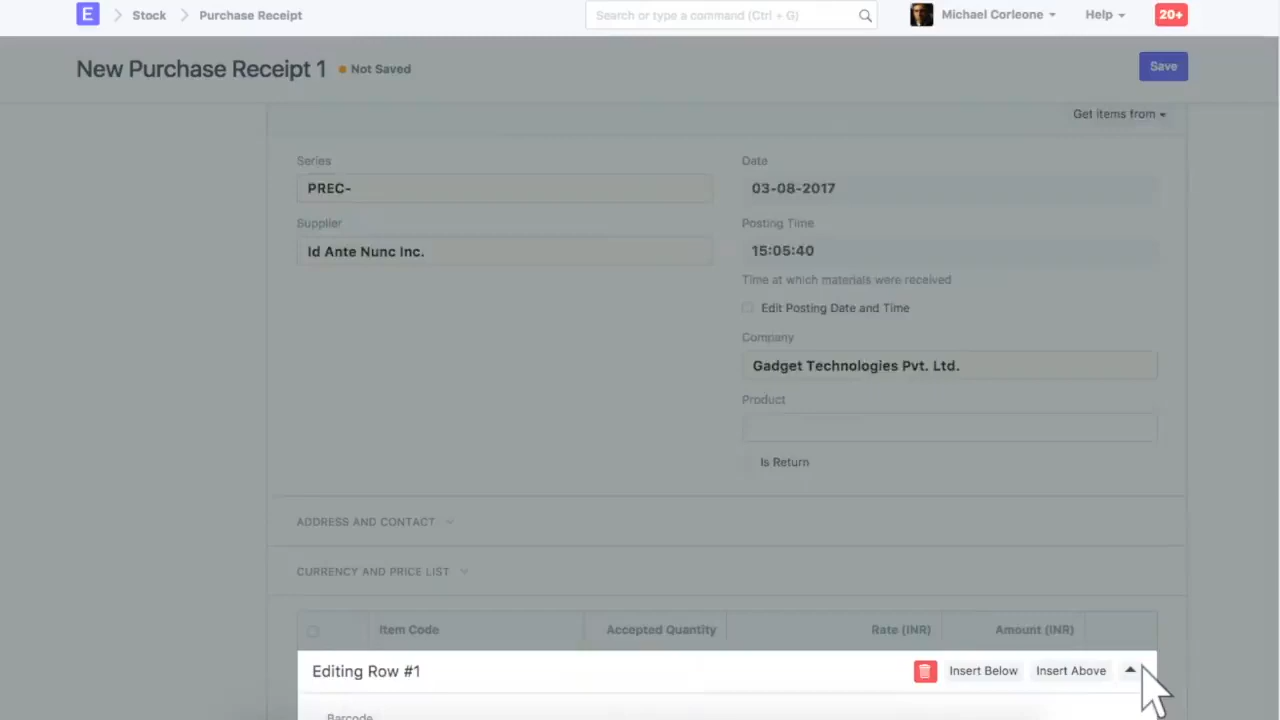 E Stock Purchase Receipt Search or type a command (Ctrl + G) Michael Corleone Help 20+
New Purchase Receipt 1 Not Saved Save
Get items from
Series Date
PREC- 03-08-2017
Supplier Posting Time
Id Ante Nunc Inc. 15:05:40
Time at which materials were received
Edit Posting Date and Time
Company
Gadget Technologies Pvt. Ltd.
Product
Is Return
ADDRESS AND CONTACT
CURRENCY AND PRICE LIST
Item Code Accepted Quantity Rate (INR) Amount (INR)
Editing Row #1 Insert Below Insert Above
Barcode